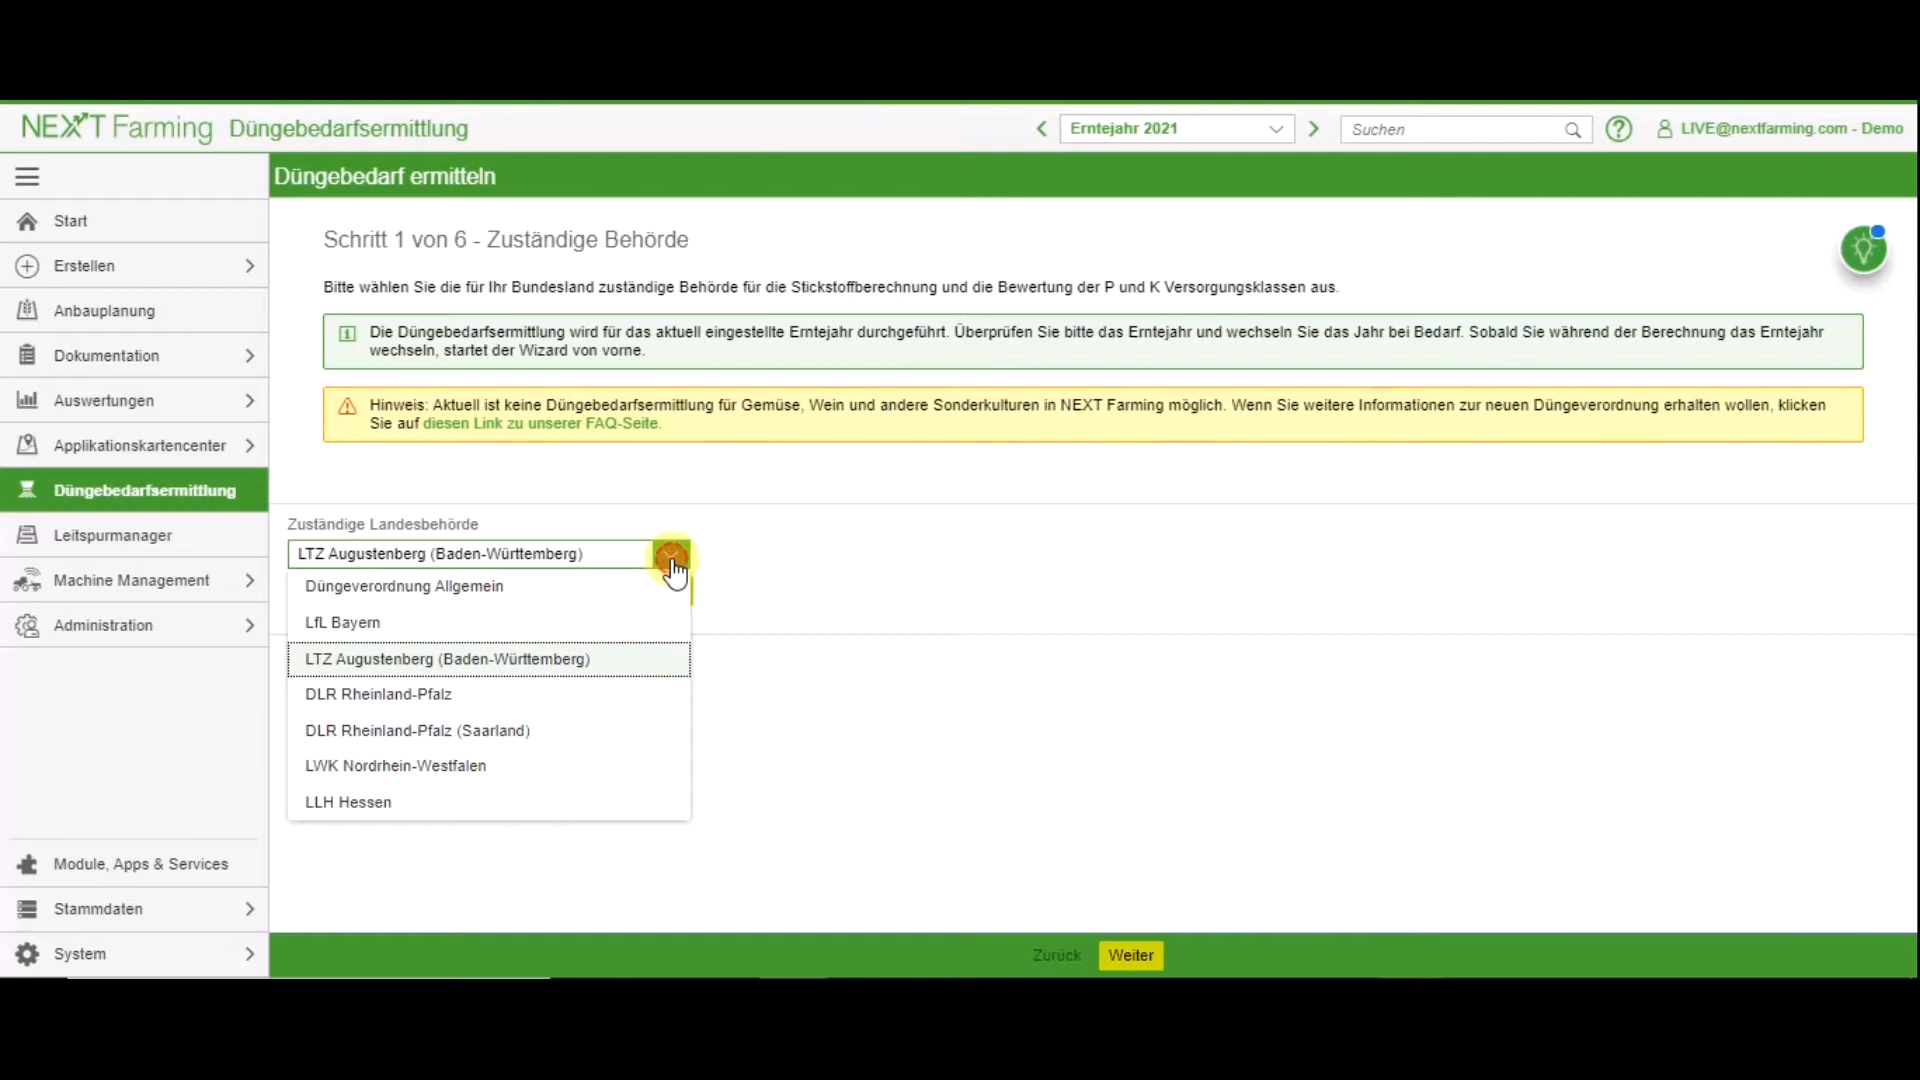 NEXT Farming Düngebedarfsermittlung
Erntejahr 2021
Suchen
LIVE@nextfarming.com - Demo
Düngebedarf ermitteln
Start
Erstellen
Anbauplanung
Dokumentation
Auswertungen
Applikationskartencenter
Düngebedarfsermittlung
Leitspurmanager
Machine Management
Administration
Module, Apps & Services
Stammdaten
System
Schritt 1 von 6 - Zuständige Behörde
Bitte wählen Sie die für Ihr Bundesland zuständige Behörde für die Stickstoffberechnung und die Bewertung der P und K Versorgungsklassen aus.
Die Düngebedarfsermittlung wird für das aktuell eingestellte Erntejahr durchgeführt. Überprüfen Sie bitte das Erntejahr und wechseln Sie das Jahr bei Bedarf. Sobald Sie während der Berechnung das Erntejahr
wechseln, startet der Wizard von vorne.
Hinweis: Aktuell ist keine Düngebedarfsermittlung für Gemüse, Wein und andere Sonderkulturen in NEXT Farming möglich. Wenn Sie weitere Informationen zur neuen Düngeverordnung erhalten wollen, klicken
Sie auf diesen Link zu unserer FAQ-Seite.
Zuständige Landesbehörde
LTZ Augustenberg (Baden-Württemberg)
Düngeverordnung Allgemein
LfL Bayern
LTZ Augustenberg (Baden-Württemberg)
DLR Rheinland-Pfalz
DLR Rheinland-Pfalz (Saarland)
LWK Nordrhein-Westfalen
LLH Hessen
Zurück
Weiter